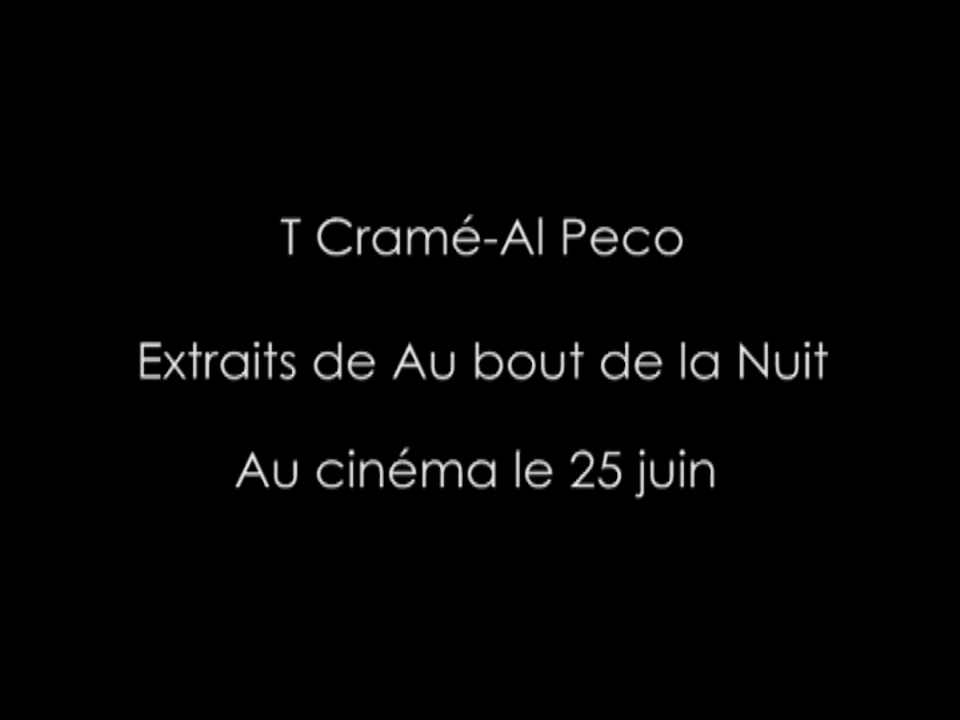 T Cramé-Al Peco
Extraits de Au bout de la Nuit
Au cinéma le 25 juin